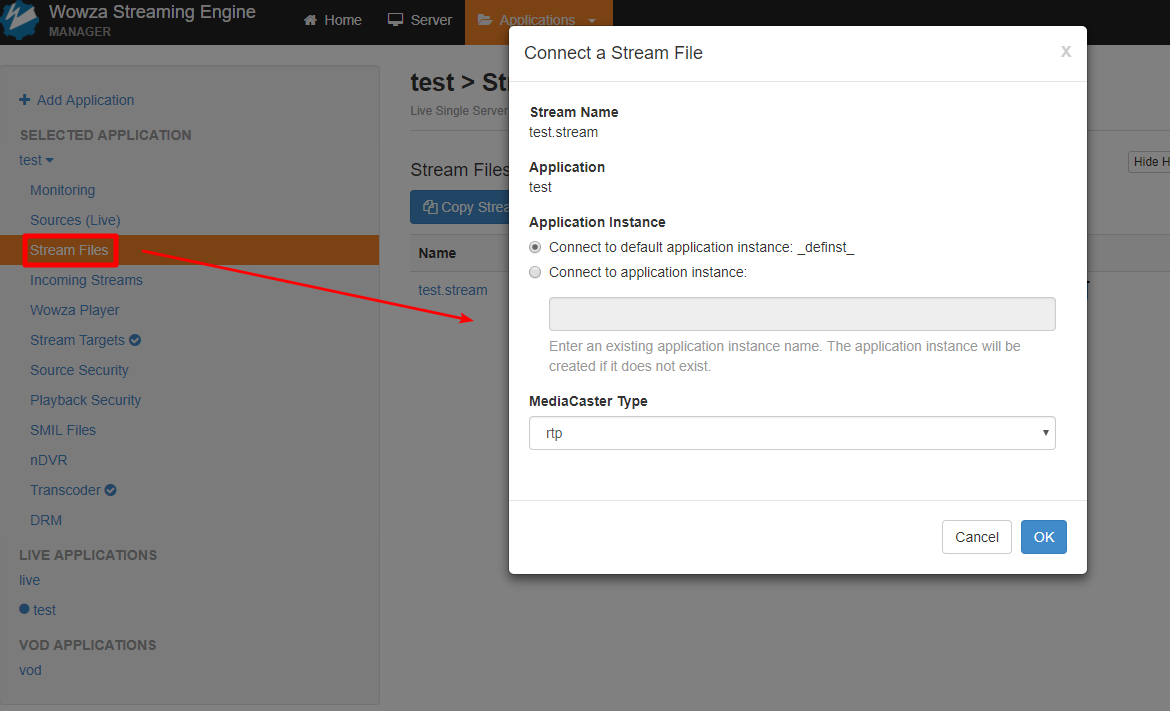 Wowza Streaming Engine
MANAGER
Home
Server
Applications
Add Application
SELECTED APPLICATION
test
Monitoring
Sources (Live)
Stream Files
Incoming Streams
Wowza Player
Stream Targets
Source Security
Playback Security
SMIL Files
nDVR
Transcoder
DRM
LIVE APPLICATIONS
live
test
VOD APPLICATIONS
vod
test > St
Live Single Server
Stream Files
Hide H
Copy Strea
Name
test.stream
Connect a Stream File
X
Stream Name
test.stream
Application
test
Application Instance
Connect to default application instance: _definst_
Connect to application instance:
Enter an existing application instance name. The application instance will be
created if it does not exist.
MediaCaster Type
rtp
Cancel
OK